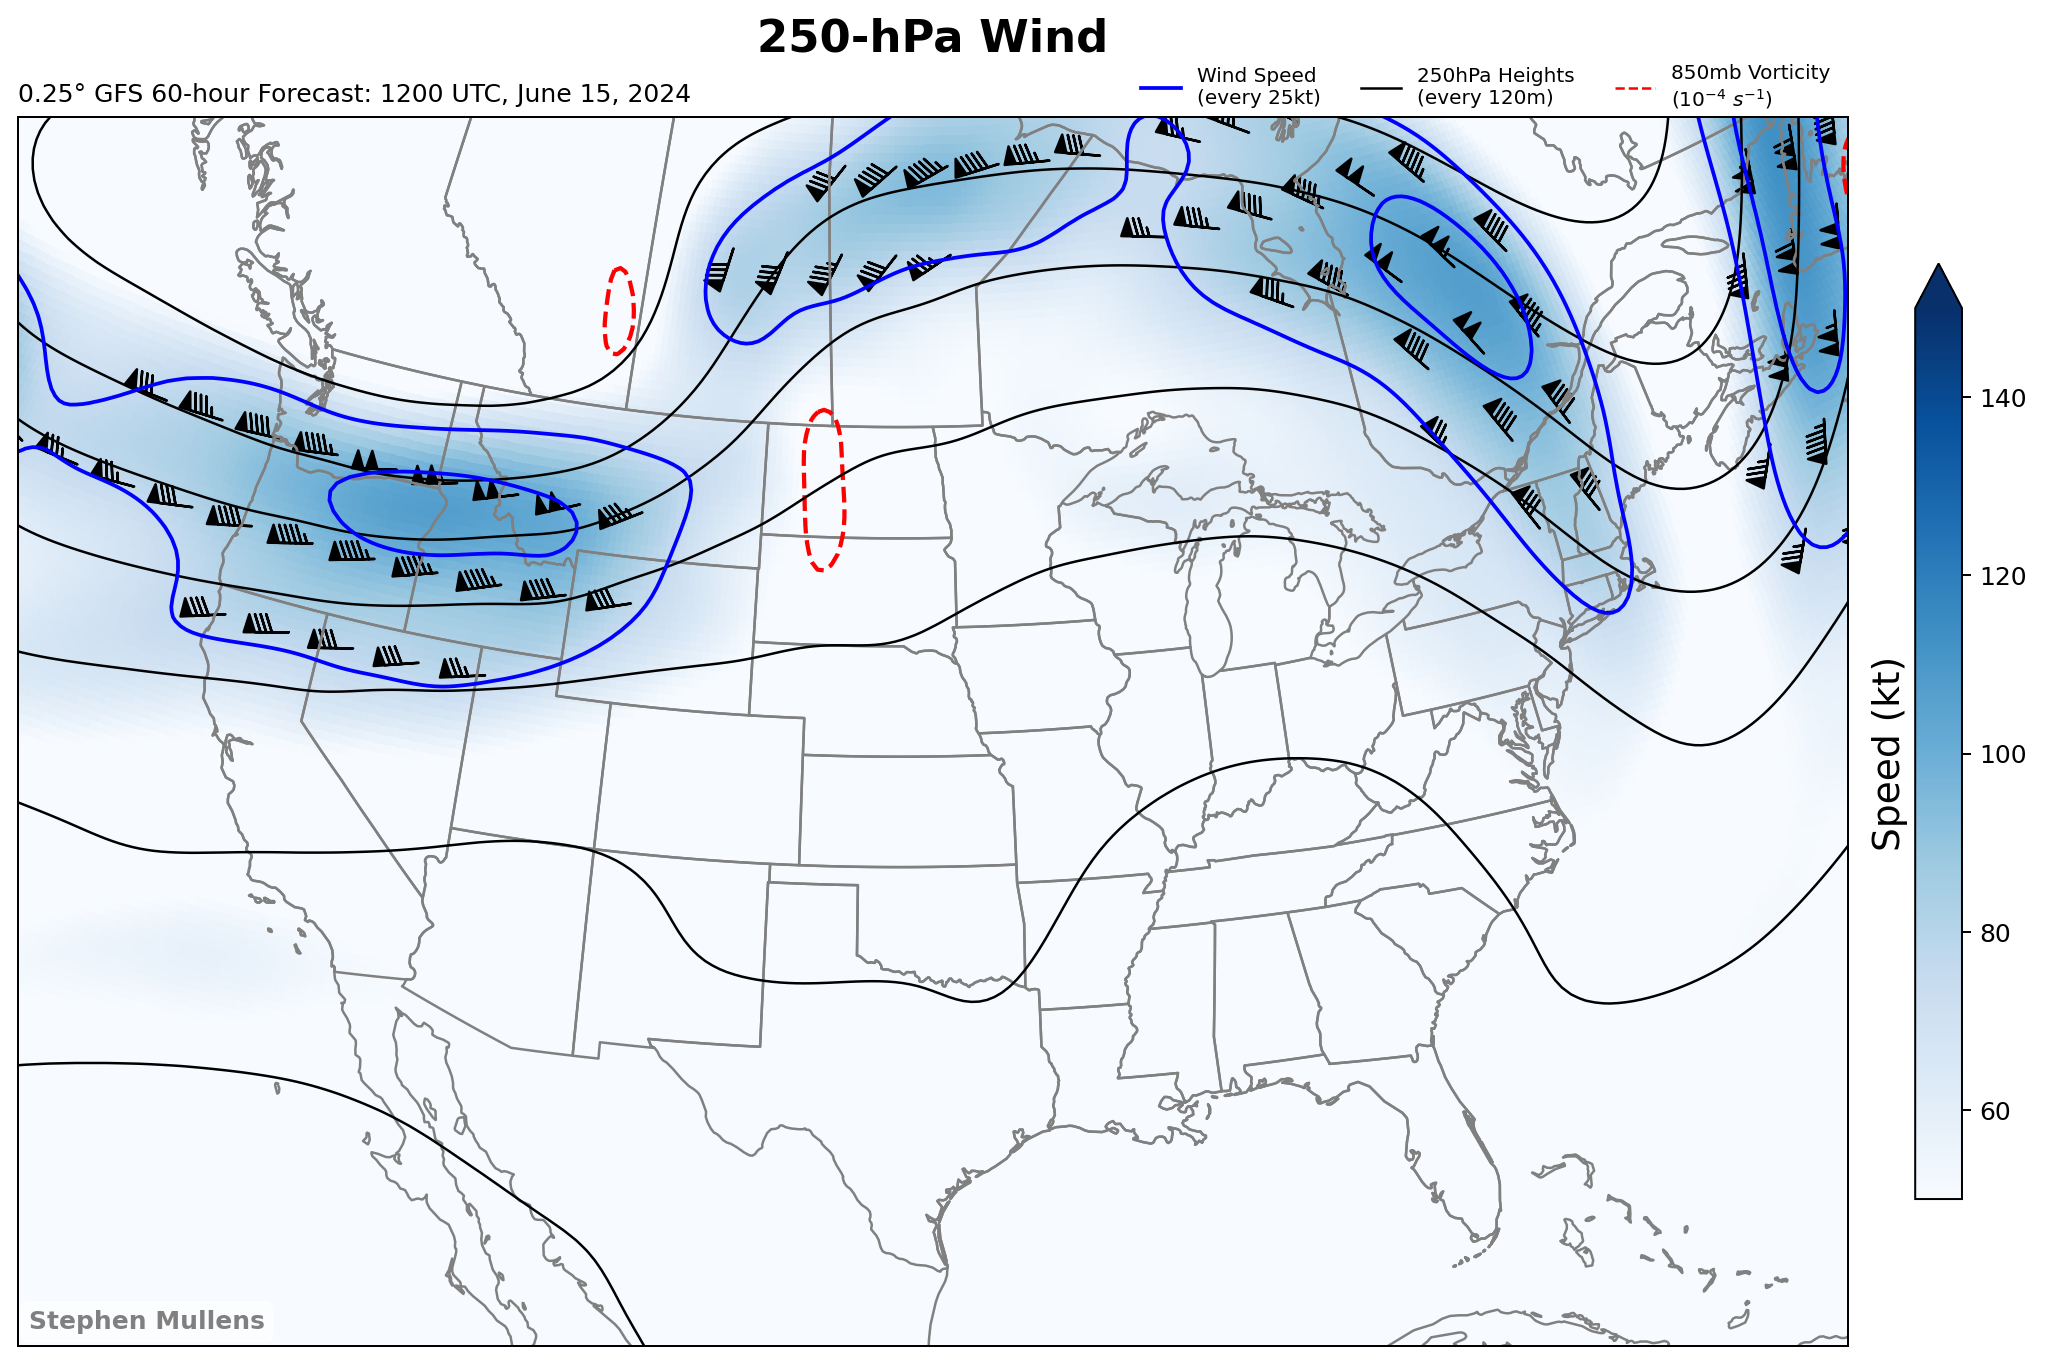 250-hPa Wind
0.25° GFS 60-hour Forecast: 1200 UTC, June 15, 2024
Wind Speed
(every 25kt)
250hPa Heights
(every 120m)
850mb Vorticity
(10⁻⁴ s⁻¹)
140
120
100
80
60
Speed (kt)
Stephen Mullens